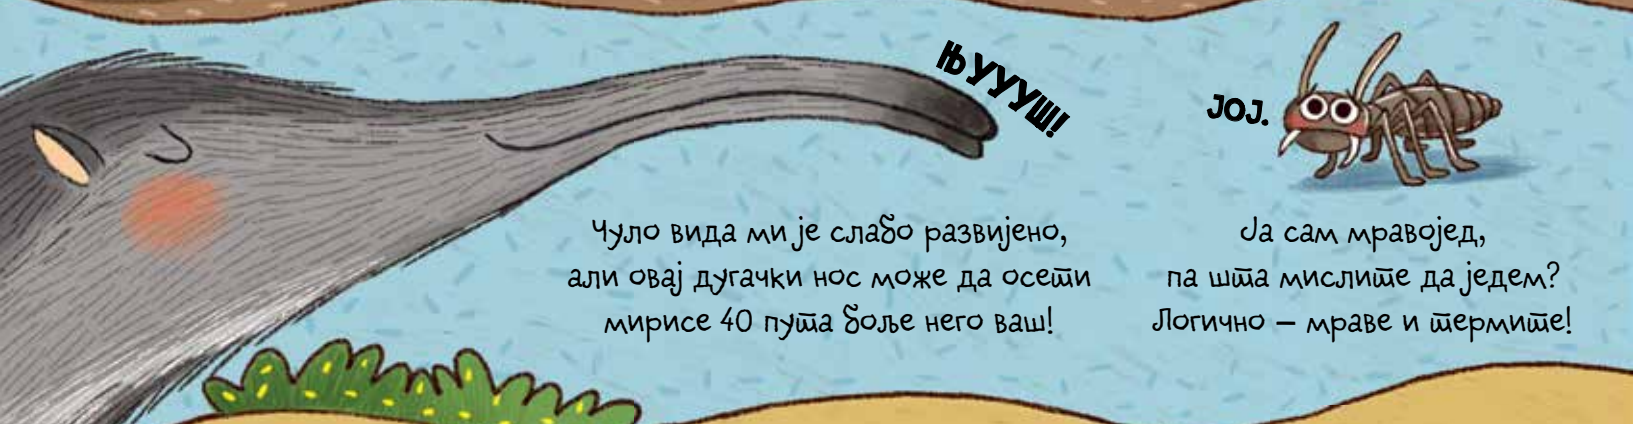 ЊУУУШ!
ЈОЈ.
Чуло вида ми је слабо развијено,
али овај дугачки нос може да осети
мирисе 40 пута боље него ваш!
Ја сам мравојед,
па шта мислите да једем?
Логично – мраве и термите!